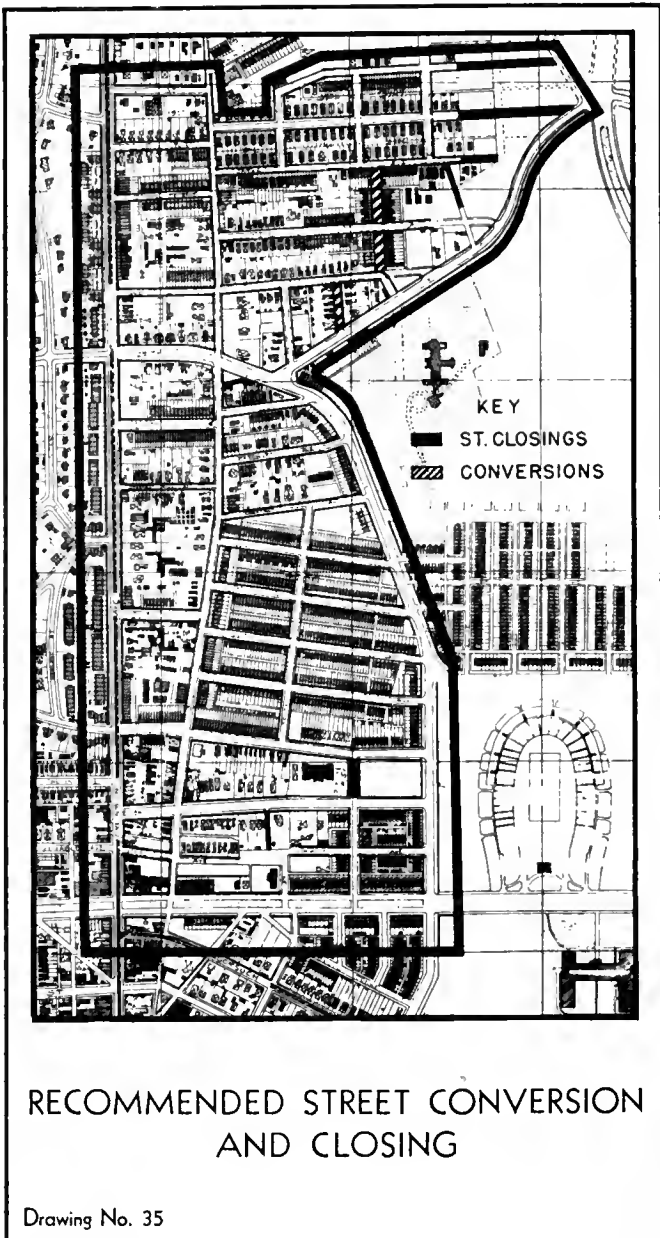 KEY
ST. CLOSINGS
CONVERSIONS
RECOMMENDED STREET CONVERSION
AND CLOSING
Drawing No. 35